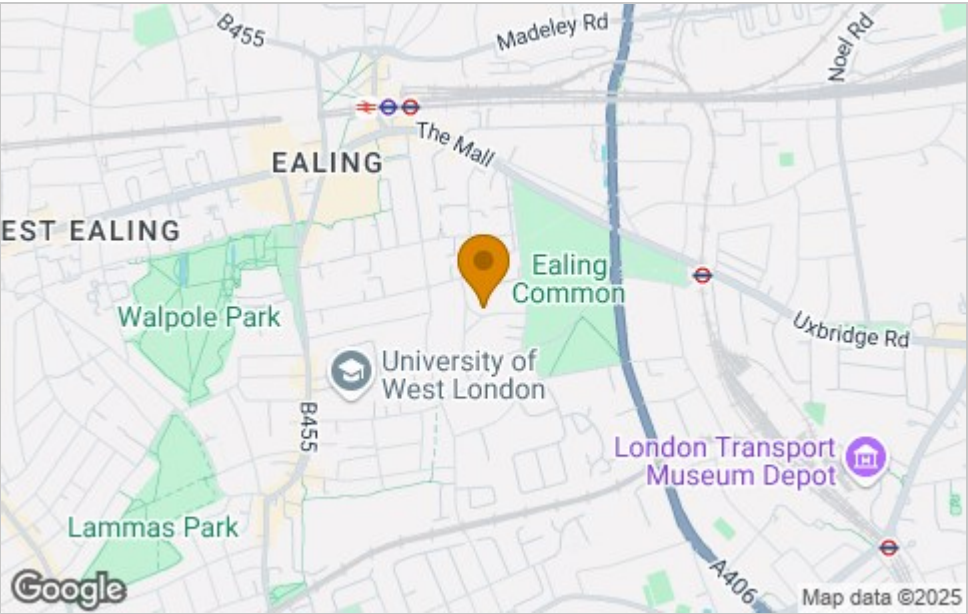 B455
Madeley Rd
Noel Rd
The Mall
EALING
EST EALING
Ealing
Common
Walpole Park
Uxbridge Rd
University of
West London
B455
London Transport
Museum Depot
Lammas Park
A406
Google
Map data ©2025